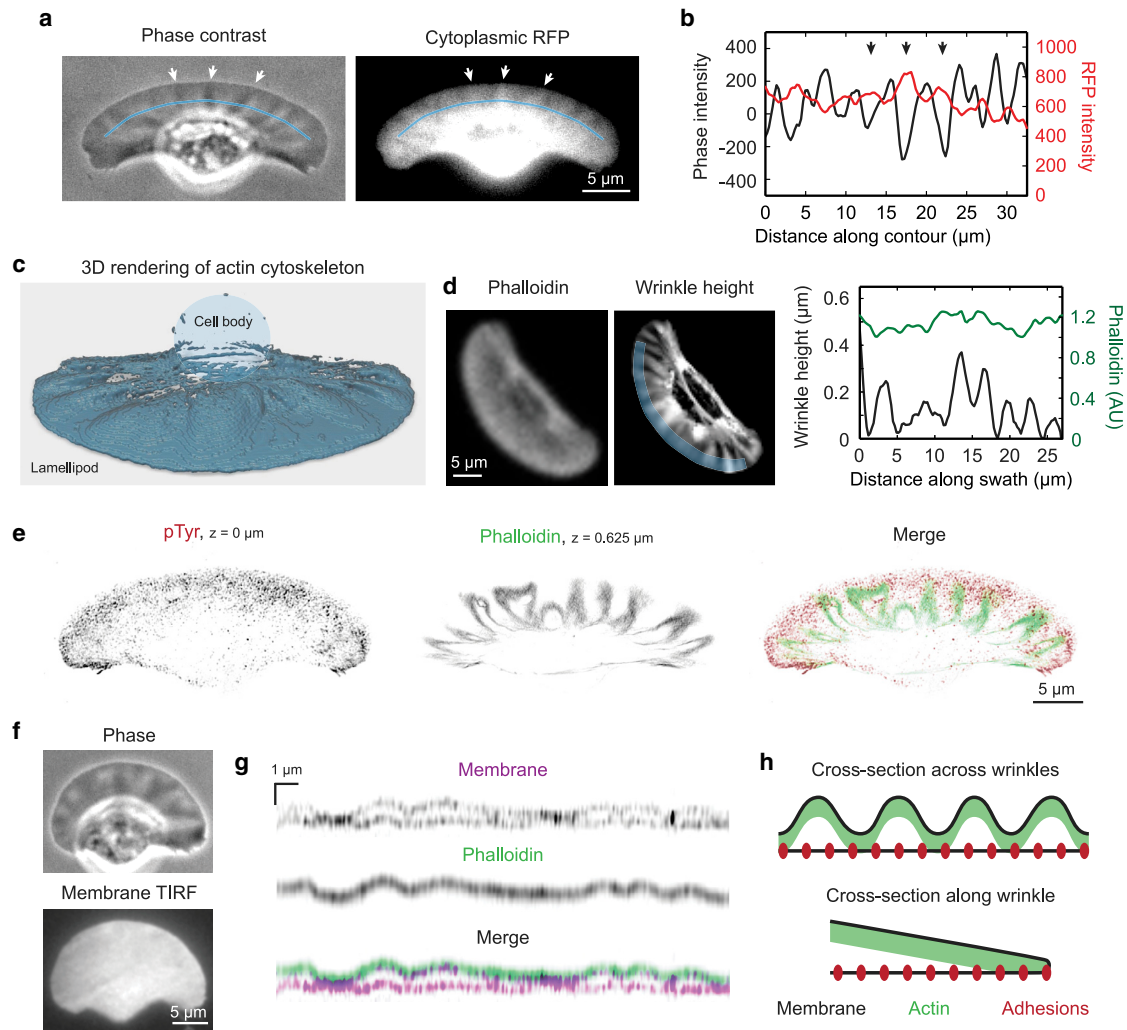 a
Phase contrast
Cytoplasmic RFP
5 µm
b
Phase intensity
400
200
0
-200
-400
RFP intensity
1000
800
600
400
200
0
0 5 10 15 20 25 30
Distance along contour (µm)
c
3D rendering of actin cytoskeleton
Cell body
Lamellipod
d
Phalloidin
Wrinkle height
5 µm
Wrinkle height (µm)
0.6
0.4
0.2
0
Phalloidin (AU)
1.2
0.8
0.4
0
0 5 10 15 20 25
Distance along swath (µm)
e
pTyr, z = 0 µm
Phalloidin, z = 0.625 µm
Merge
5 µm
f
Phase
Membrane TIRF
5 µm
g
1 µm
Membrane
Phalloidin
Merge
h
Cross-section across wrinkles
Cross-section along wrinkle
Membrane Actin Adhesions